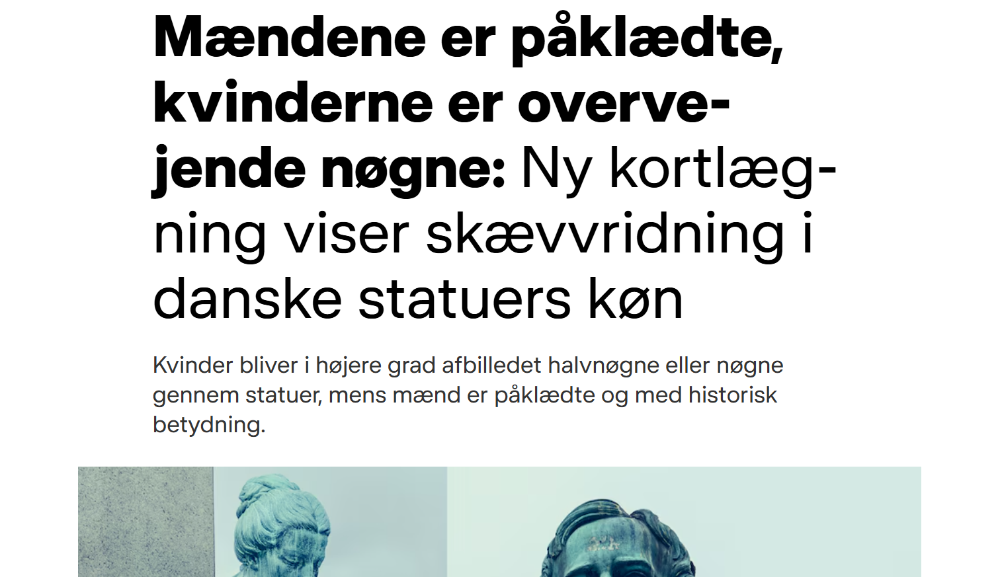 Mændene er påklædte,
kvinderne er overve-
jende nøgne: Ny kortlæg-
ning viser skævvridning i
danske statuers køn
Kvinder bliver i højere grad afbilledet halvnøgne eller nøgne
gennem statuer, mens mænd er påklædte og med historisk
betydning.